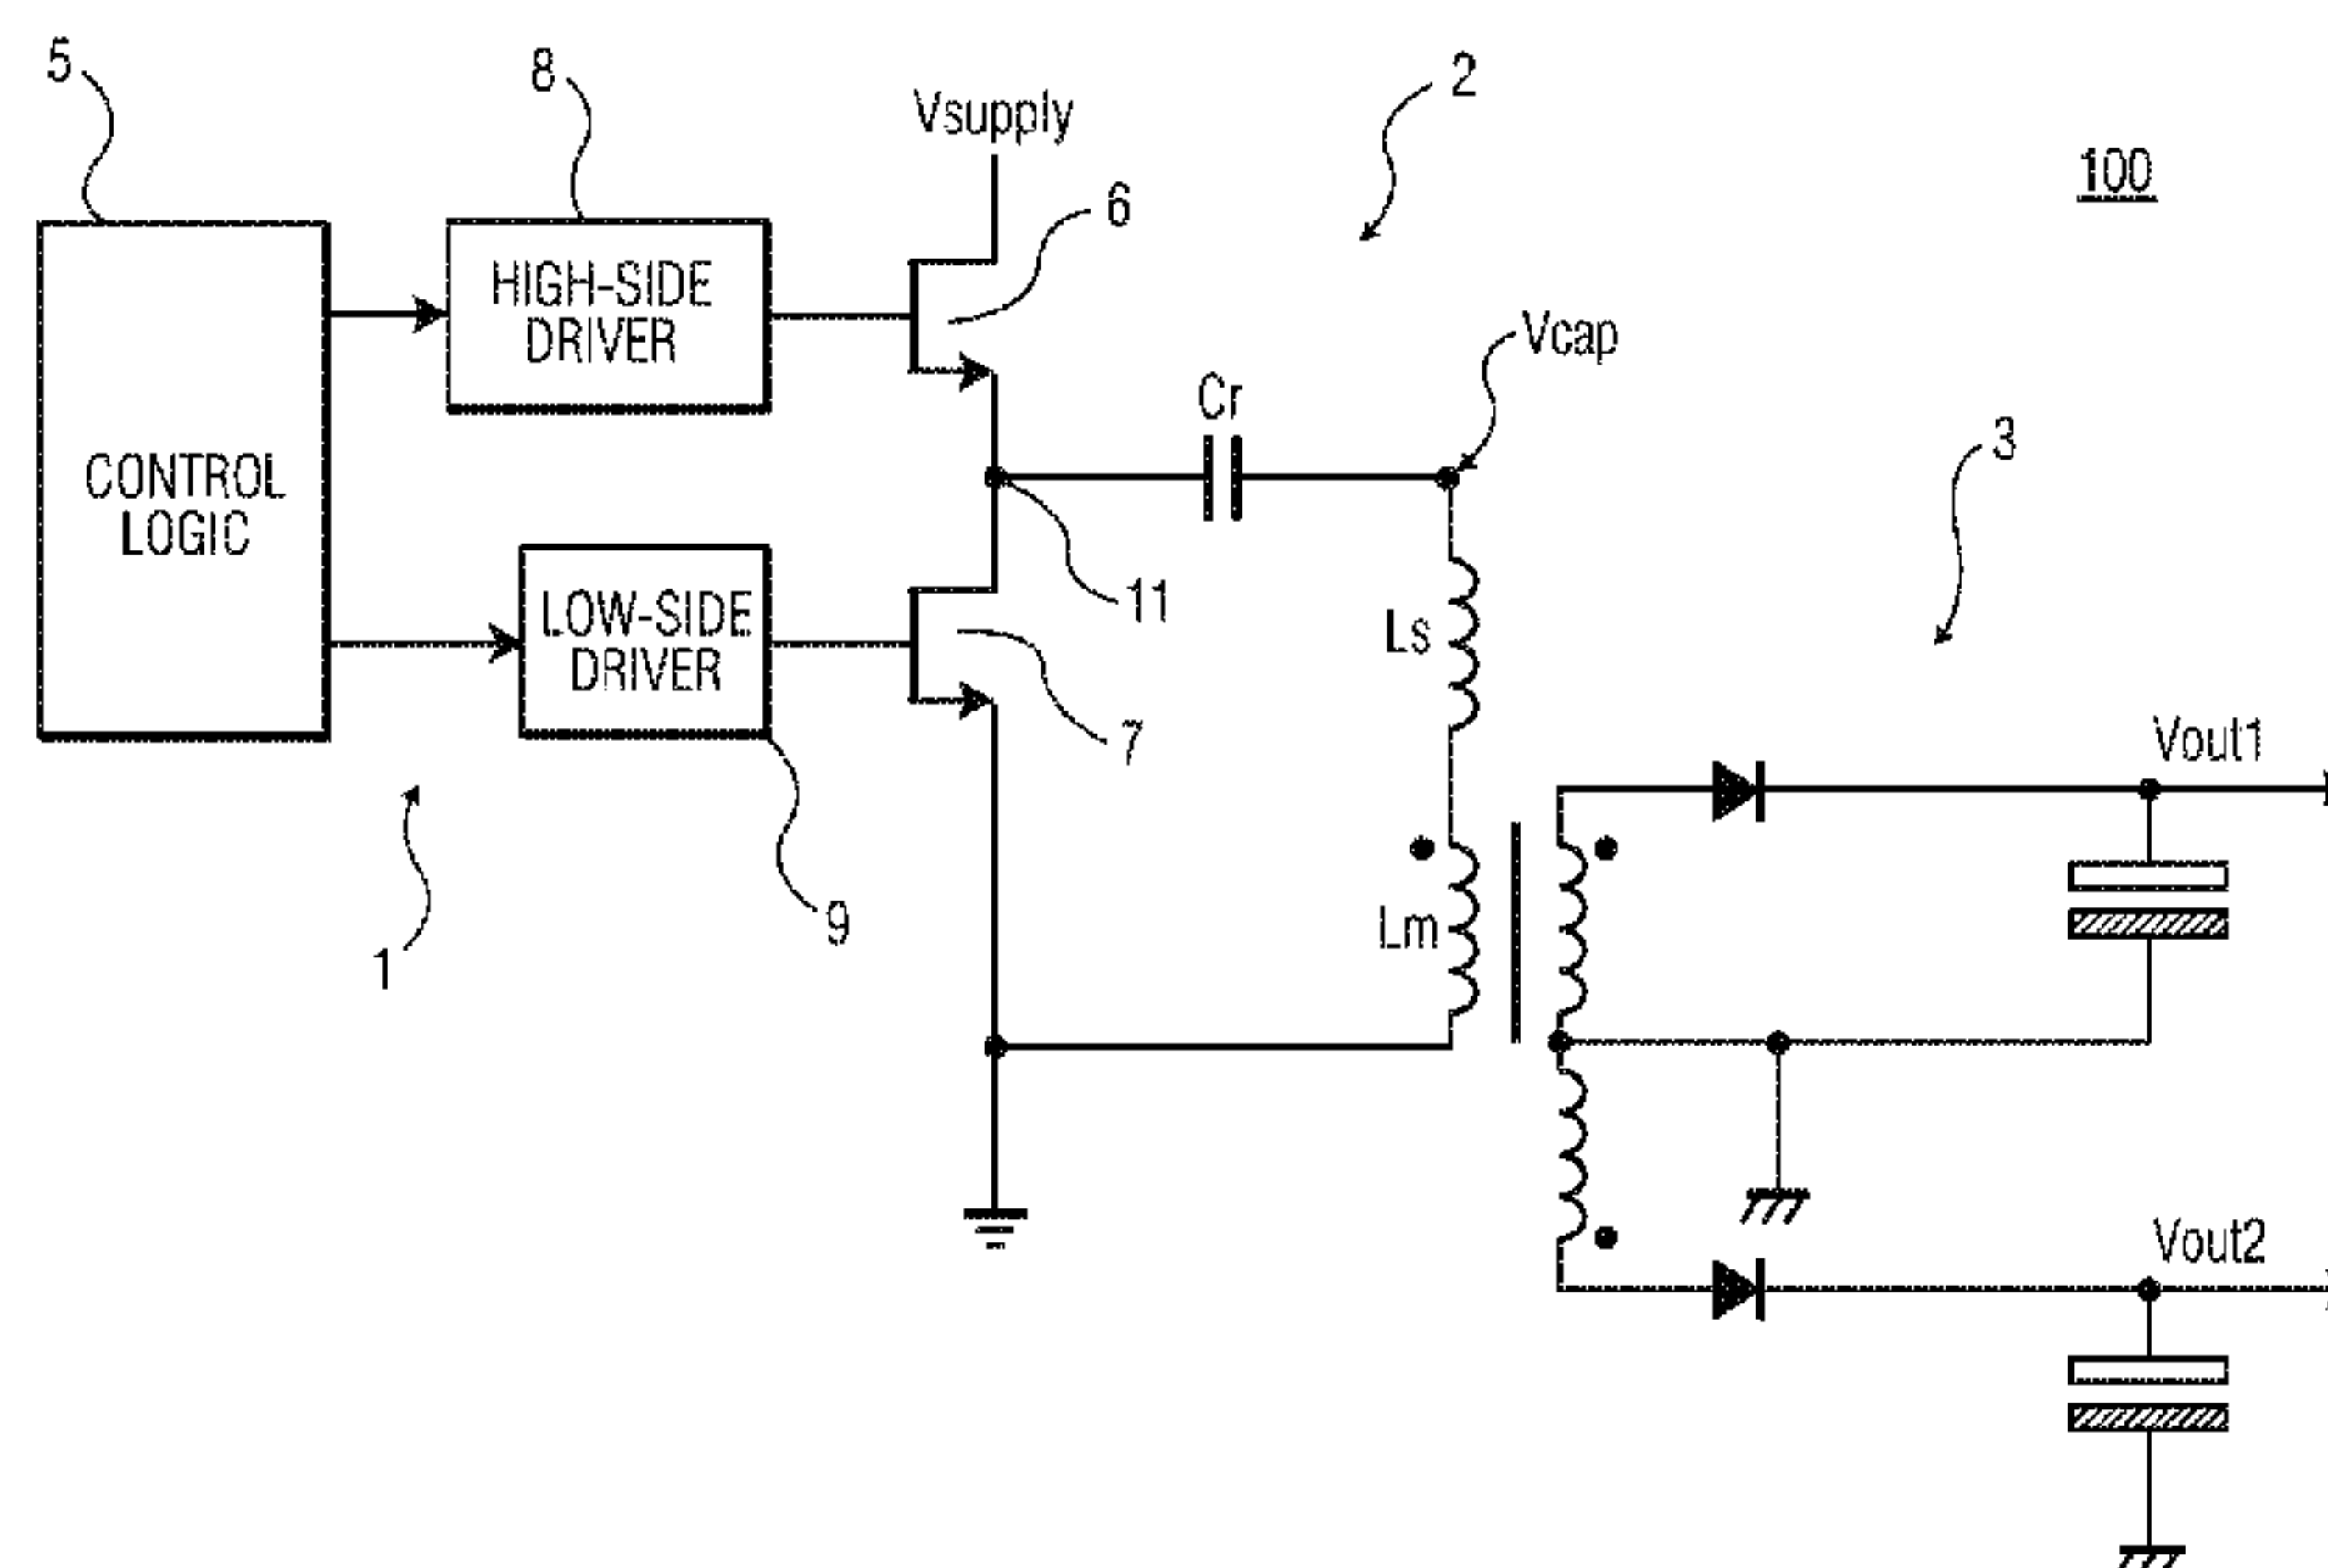 5
8
Vsupply
2
100
6
HIGH-SIDE
DRIVER
Vcap
Cr
3
CONTROL
LOGIC
11
LOW-SIDE
DRIVER
Ls
7
Vout1
9
Lm
1
Vout2